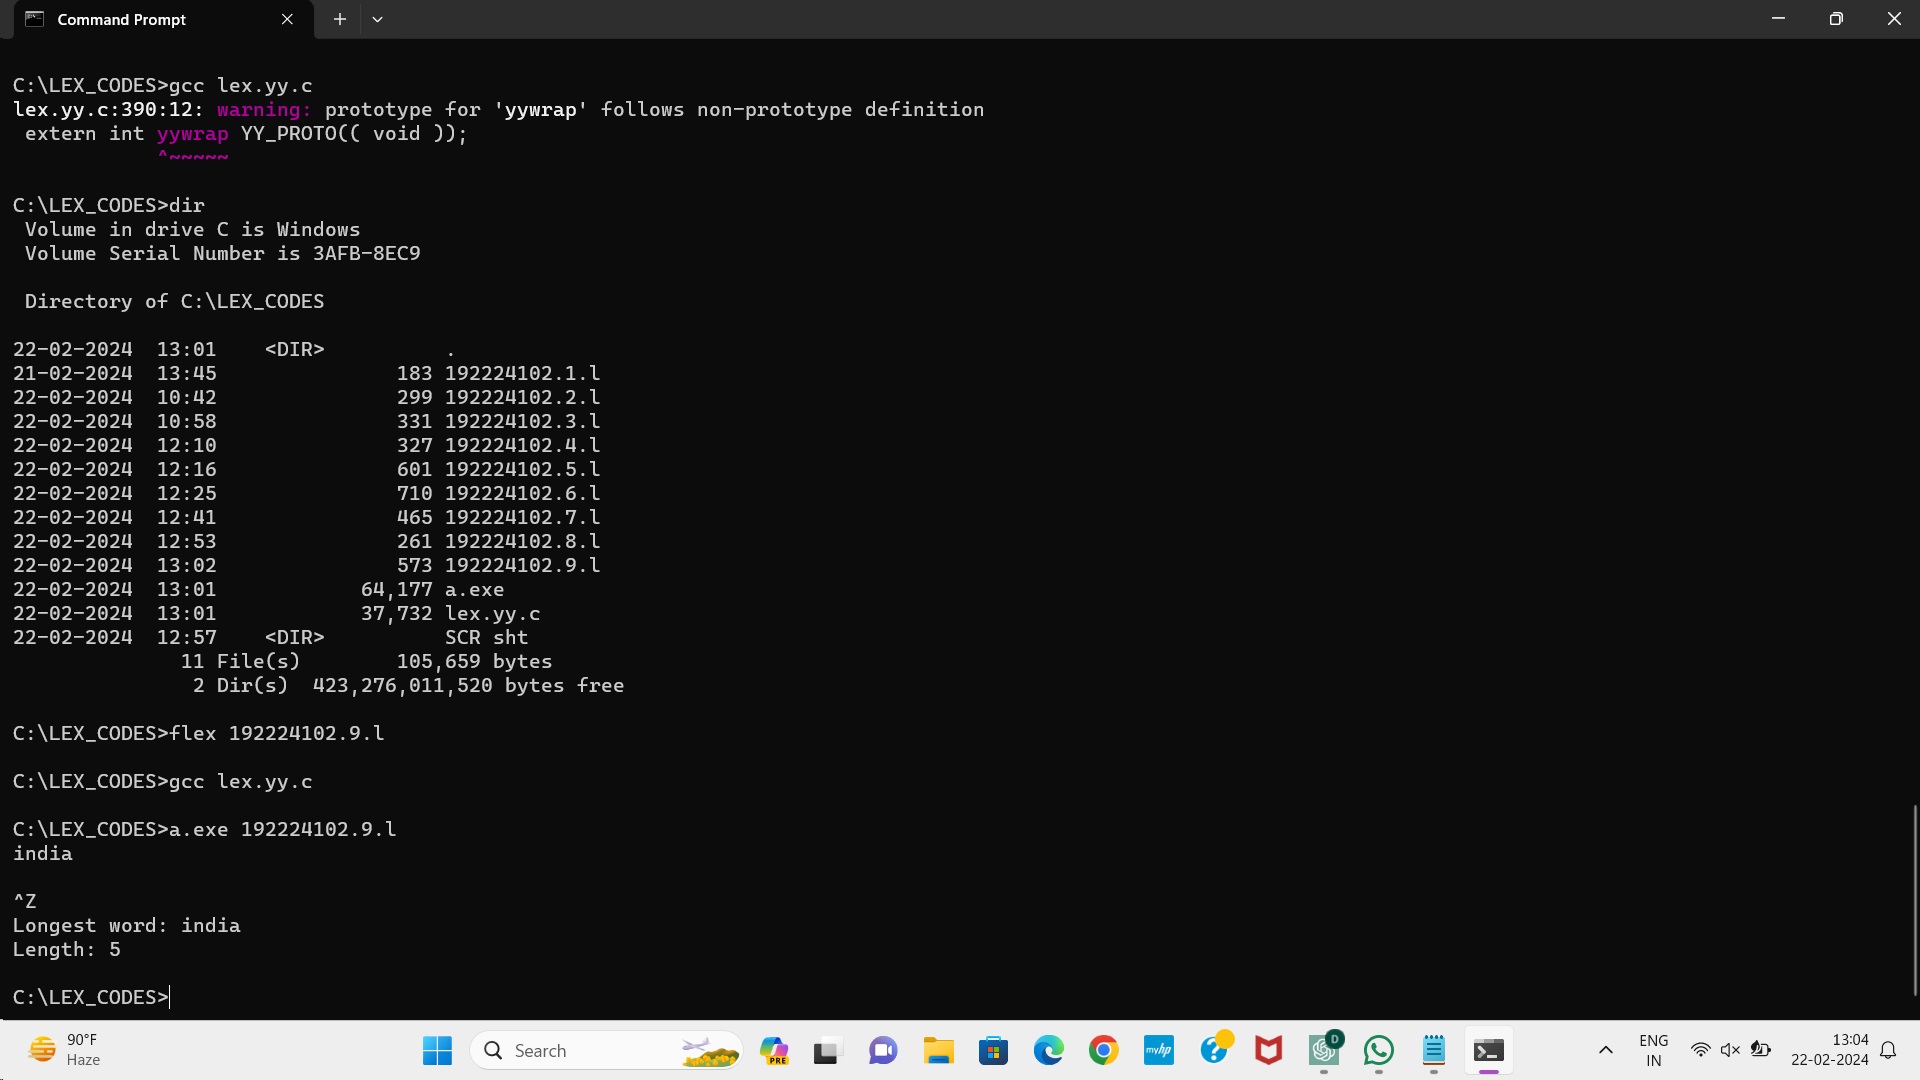 Command Prompt
C:\LEX_CODES>gcc lex.yy.c
lex.yy.c:390:12: warning: prototype for 'yywrap' follows non-prototype definition
 extern int yywrap YY_PROTO(( void ));
            ^~~~~~
C:\LEX_CODES>dir
 Volume in drive C is Windows
 Volume Serial Number is 3AFB-8EC9
 Directory of C:\LEX_CODES
22-02-2024  13:01    <DIR>          .
21-02-2024  13:45               183 192224102.1.l
22-02-2024  10:42               299 192224102.2.l
22-02-2024  10:58               331 192224102.3.l
22-02-2024  12:10               327 192224102.4.l
22-02-2024  12:16               601 192224102.5.l
22-02-2024  12:25               710 192224102.6.l
22-02-2024  12:41               465 192224102.7.l
22-02-2024  12:53               261 192224102.8.l
22-02-2024  13:02               573 192224102.9.l
22-02-2024  13:01            64,177 a.exe
22-02-2024  13:01            37,732 lex.yy.c
22-02-2024  12:57    <DIR>          SCR sht
              11 File(s)        105,659 bytes
               2 Dir(s)  423,276,011,520 bytes free
C:\LEX_CODES>flex 192224102.9.l
C:\LEX_CODES>gcc lex.yy.c
C:\LEX_CODES>a.exe 192224102.9.l
india
^Z
Longest word: india
Length: 5
C:\LEX_CODES>
90°F
Haze
Search
PRE
myhp
D
ENG
IN
13:04
22-02-2024